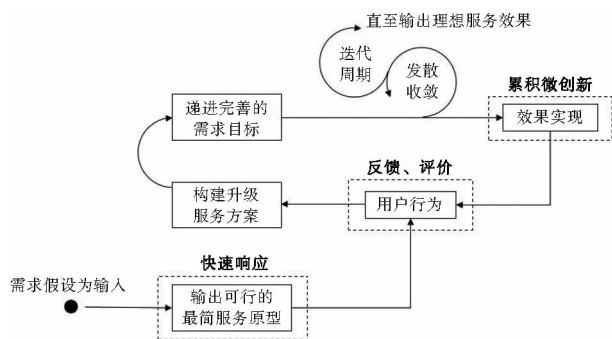 直至输出理想服务效果
迭代
周期
发散
收敛
累积微创新
递进完善的
需求目标
效果实现
反馈、评价
构建升级
服务方案
用户行为
快速响应
需求假设为输入
输出可行的
最简服务原型